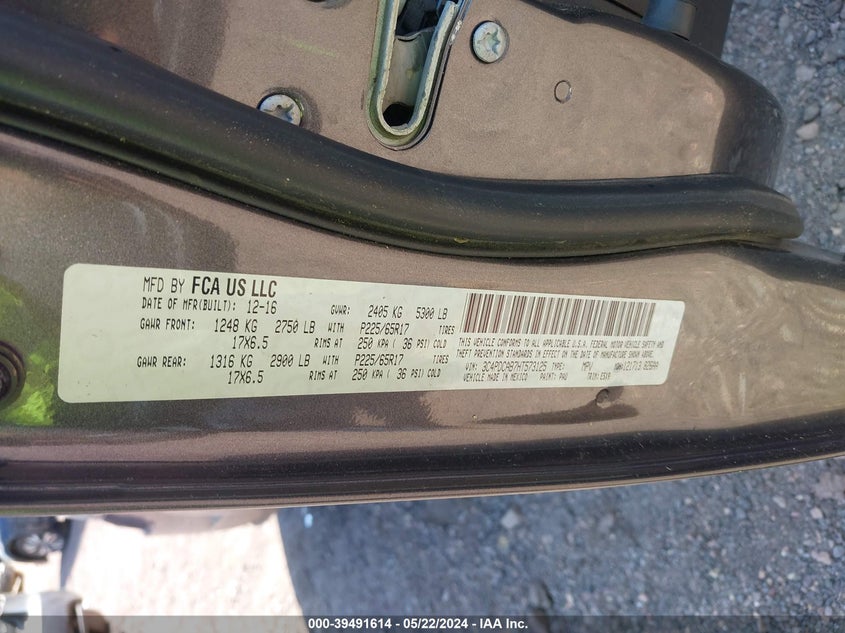 MFD BY FCA US LLC
DATE OF MFR(BUILT): 12-16 GVWR: 2405 KG 5300 LB
GAWR FRONT: 1248 KG 2750 LB WITH P225/65R17 TIRES
17X6.5 RIMS AT 250 KPA ( 36 PSI) COLD
GAWR REAR: 1316 KG 2900 LB WITH P225/65R17 TIRES
17X6.5 RIMS AT 250 KPA ( 36 PSI) COLD
THIS VEHICLE CONFORMS TO ALL APPLICABLE U.S.A. FEDERAL MOTOR VEHICLE SAFETY AND
THEFT PREVENTION STANDARDS IN EFFECT ON THE DATE OF MANUFACTURE SHOWN ABOVE.
VIN: 3C4PDCAB7HT573125 TYPE: MPV
VEHICLE MADE IN MEXICO PAINT: PAU TRIM:
000-39491614 - 05/22/2024 - IAA Inc.